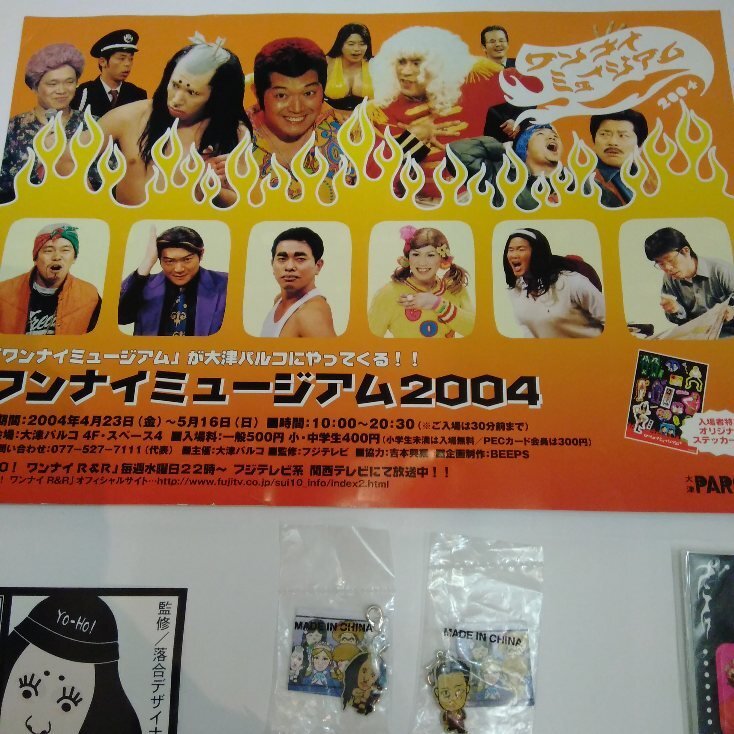 ワンナイ
ミュージアム
2004
『ワンナイミュージアム』が大津パルコにやってくる！！
ワンナイミュージアム2004
期間：2004年4月23日(金)～5月16日(日) ■時間：10:00～20:30（※ご入場は30分前まで）
会場：大津パルコ 4F・スペース4 ■入場料：一般500円 小・中学生400円(小学生未満は入場無料／PECカード会員は300円)
問い合わせ：077-527-7111（代表） ■主催：大津パルコ ■監修：フジテレビ ■協力：吉本興業 ■企画制作：BEEPS
O！ ワンナイR&R』毎週水曜日22時～ フジテレビ系 関西テレビにて放送中！！
！ ワンナイR&R』オフィシャルサイト…http://www.fujitv.co.jp/sui10_info/index2.html
入場者特
オリジナ
ステッカー
大津 PAR
YO-HO!
監修／落合デザイナ
MADE IN CHINA
MADE IN CHINA